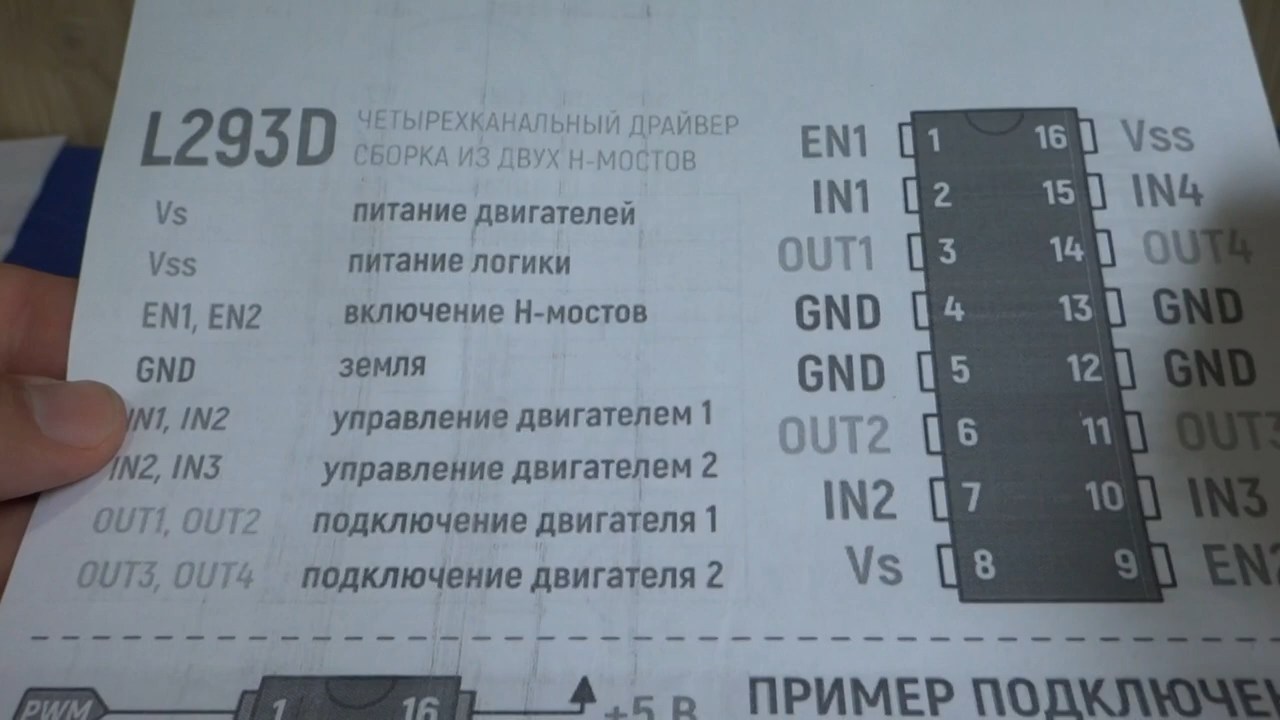 L293D ЧЕТЫРЕХКАНАЛЬНЫЙ ДРАЙВЕР
СБОРКА ИЗ ДВУХ Н-МОСТОВ
Vs питание двигателей
Vss питание логики
EN1, EN2 включение Н-мостов
GND земля
IN1, IN2 управление двигателем 1
IN2, IN3 управление двигателем 2
OUT1, OUT2 подключение двигателя 1
OUT3, OUT4 подключение двигателя 2
EN1 1 16 Vss
IN1 2 15 IN4
OUT1 3 14 OUT4
GND 4 13 GND
GND 5 12 GND
OUT2 6 11 OUT3
IN2 7 10 IN3
Vs 8 9 EN2
PWM 1 16 +5 В
ПРИМЕР